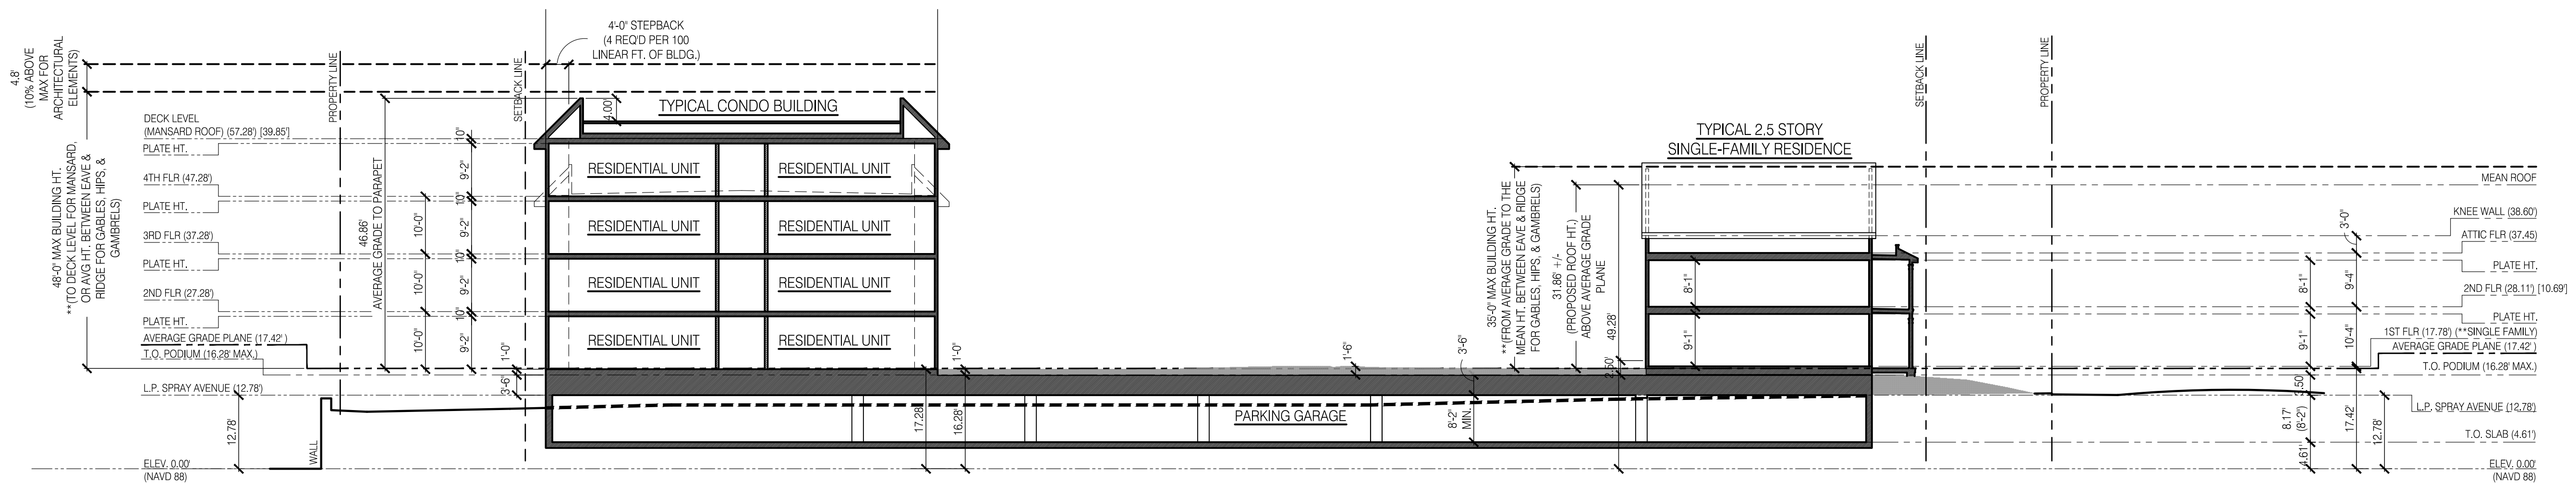 4'-0" STEPBACK
(4 REQ'D PER 100
LINEAR FT. OF BLDG.)
4.8'
(10% ABOVE
MAX FOR
ARCHITECTURAL
ELEMENTS)
48'-0" MAX BUILDING HT.
**(TO DECK LEVEL FOR MANSARD,
OR AVG HT. BETWEEN EAVE &
RIDGE FOR GABLES, HIPS, &
GAMBRELS)
PROPERTY LINE
SETBACK LINE
DECK LEVEL
(MANSARD ROOF) (57.28') [39.85']
PLATE HT.
4TH FLR (47.28')
PLATE HT.
3RD FLR (37.28')
PLATE HT.
2ND FLR (27.28')
PLATE HT.
AVERAGE GRADE PLANE (17.42')
T.O. PODIUM (16.28' MAX.)
L.P. SPRAY AVENUE (12.78')
12.78'
ELEV. 0.00'
(NAVD 88)
WALL
46.86'
AVERAGE GRADE TO PARAPET
10'-0"
10'-0"
10'-0"
10"
9'-2"
10"
9'-2"
10"
9'-2"
10"
9'-2"
1'-0"
3'-6"
4.00'
TYPICAL CONDO BUILDING
RESIDENTIAL UNIT
RESIDENTIAL UNIT
RESIDENTIAL UNIT
RESIDENTIAL UNIT
RESIDENTIAL UNIT
RESIDENTIAL UNIT
RESIDENTIAL UNIT
RESIDENTIAL UNIT
17.28'
16.28'
1'-0"
PARKING GARAGE
1'-6"
3'-6"
8'-2"
MIN.
35'-0" MAX BUILDING HT.
**(FROM AVERAGE GRADE TO THE
MEAN HT. BETWEEN EAVE & RIDGE
FOR GABLES, HIPS, & GAMBRELS)
31.86' +/-
(PROPOSED ROOF HT.)
ABOVE AVERAGE GRADE
PLANE
49.28'
2.50'
TYPICAL 2.5 STORY
SINGLE-FAMILY RESIDENCE
8'-1"
9'-1"
SETBACK LINE
PROPERTY LINE
MEAN ROOF
KNEE WALL (38.60')
ATTIC FLR (37.45)
PLATE HT.
2ND FLR (28.11') [10.69']
PLATE HT.
1ST FLR (17.78') (**SINGLE FAMILY)
AVERAGE GRADE PLANE (17.42')
T.O. PODIUM (16.28' MAX.)
L.P. SPRAY AVENUE (12.78')
T.O. SLAB (4.61')
ELEV. 0.00'
(NAVD 88)
3'-0"
8'-1"
9'-4"
9'-1"
10'-4"
3.50'
8.17'
(8'-2")
4.61'
17.42'
12.78'